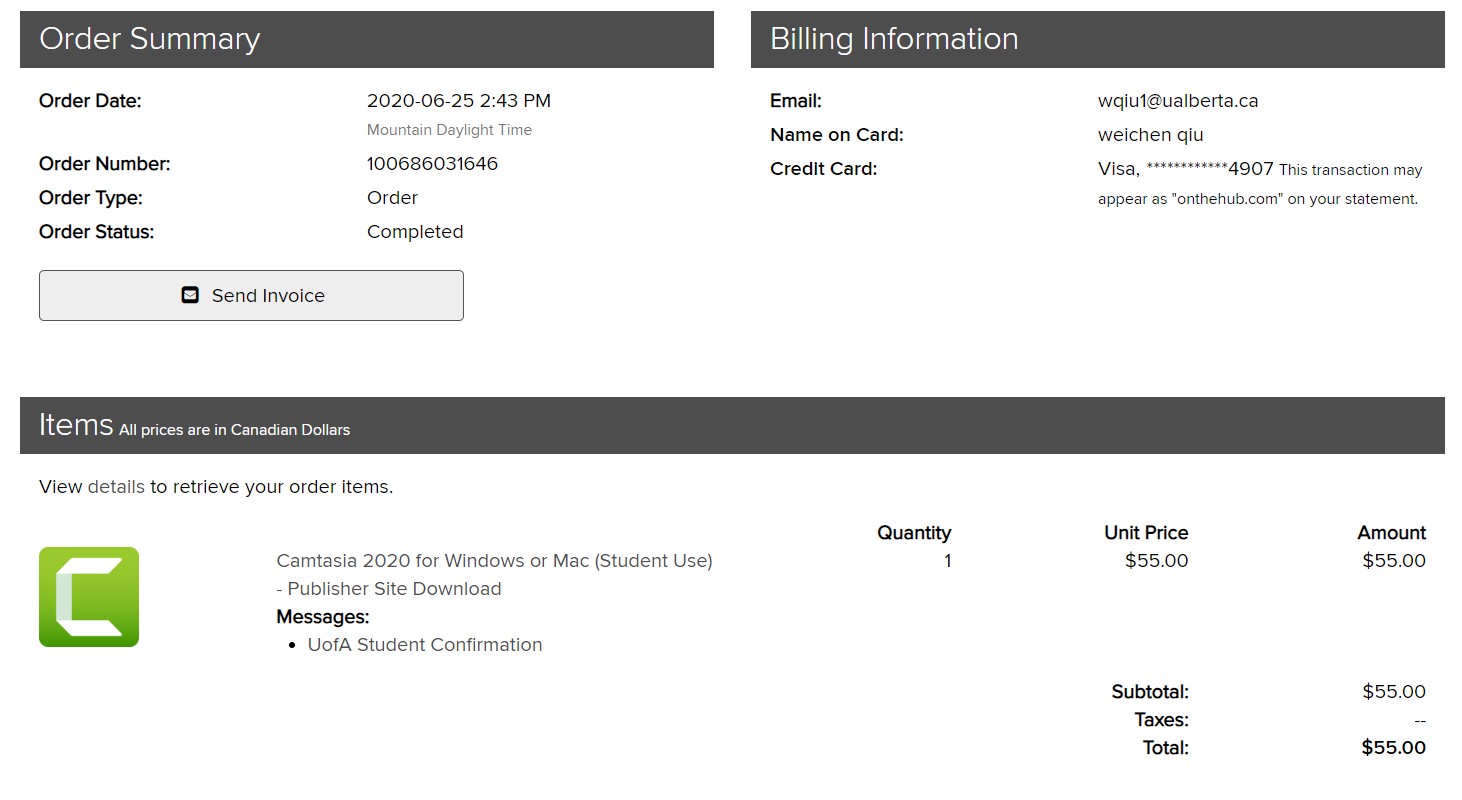 Order Summary
Order Date: 2020-06-25 2:43 PM
Mountain Daylight Time
Order Number: 100686031646
Order Type: Order
Order Status: Completed
Send Invoice
Billing Information
Email: wqiu1@ualberta.ca
Name on Card: weichen qiu
Credit Card: Visa, ************4907 This transaction may
appear as "onthehub.com" on your statement.
Items All prices are in Canadian Dollars
View details to retrieve your order items.
Quantity Unit Price Amount
Camtasia 2020 for Windows or Mac (Student Use) 1 $55.00 $55.00
- Publisher Site Download
Messages:
• UofA Student Confirmation
Subtotal: $55.00
Taxes: --
Total: $55.00